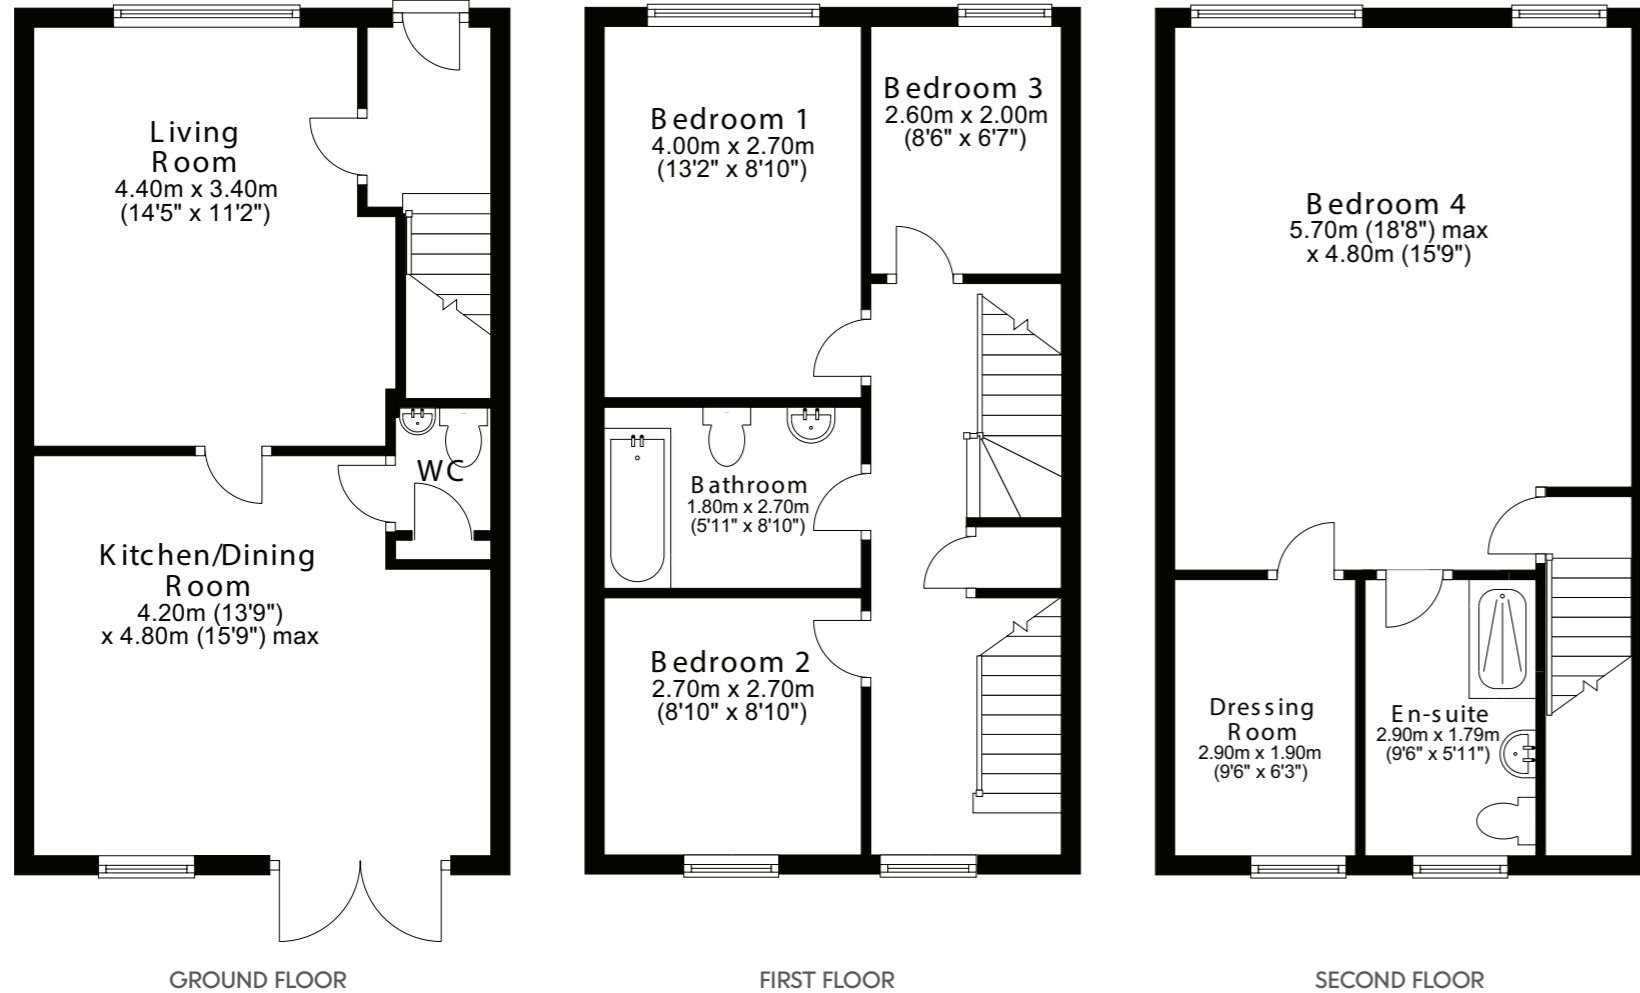 Living
Room
4.40m x 3.40m
(14'5" x 11'2")
WC
Kitchen/Dining
Room
4.20m (13'9")
x 4.80m (15'9") max
GROUND FLOOR
Bedroom 1
4.00m x 2.70m
(13'2" x 8'10")
Bedroom 3
2.60m x 2.00m
(8'6" x 6'7")
Bathroom
1.80m x 2.70m
(5'11" x 8'10")
Bedroom 2
2.70m x 2.70m
(8'10" x 8'10")
FIRST FLOOR
Bedroom 4
5.70m (18'8") max
x 4.80m (15'9")
Dressing
Room
2.90m x 1.90m
(9'6" x 6'3")
En-suite
2.90m x 1.79m
(9'6" x 5'11")
SECOND FLOOR